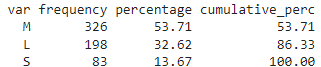 var frequency percentage cumulative_perc
M 326 53.71 53.71
L 198 32.62 86.33
S 83 13.67 100.00